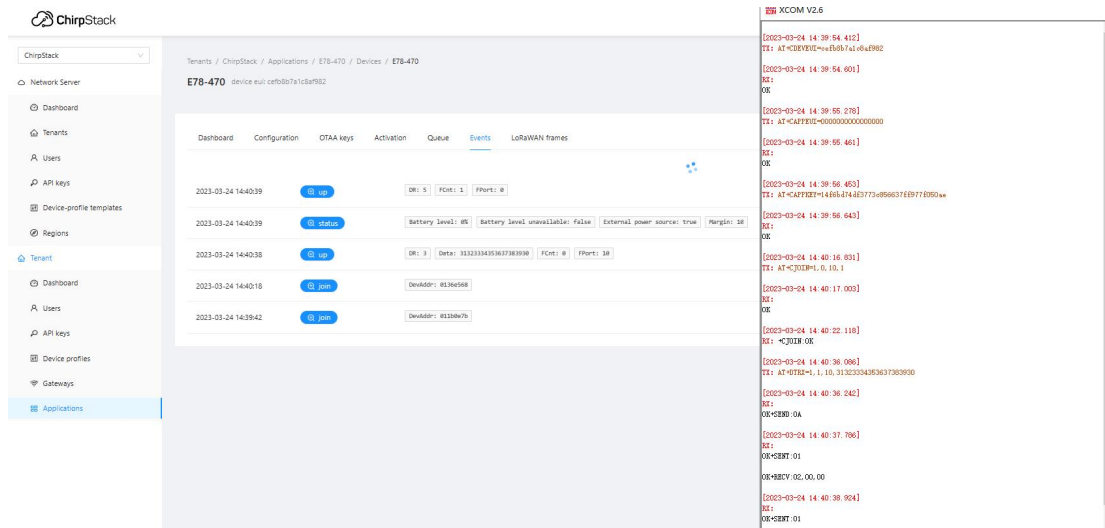 ChirpStack
ChirpStack
Network Server
Dashboard
Tenants
Users
API keys
Device-profile templates
Regions
Tenant
Dashboard
Users
API keys
Device profiles
Gateways
Applications
Tenants / ChirpStack / Applications / E78-470 / Devices / E78-470
E78-470 device eui: cefb8b7a1c8af982
Dashboard Configuration OTAA keys Activation Queue Events LoRaWAN frames
2023-03-24 14:40:39 up DR: 5 FCnt: 1 FPort: 0
2023-03-24 14:40:39 status Battery level: 0% Battery level unavailable: false External power source: true Margin: 10
2023-03-24 14:40:38 up DR: 3 Data: 31323334353637383930 FCnt: 0 FPort: 10
2023-03-24 14:40:18 join DevAddr: 0136e568
2023-03-24 14:39:42 join DevAddr: 011b0e7b
XCOM V2.6
[2023-03-24 14:39:54.412]
TX: AT+CDEVEUI=cefb8b7a1c8af982
[2023-03-24 14:39:54.601]
RX:
OK
[2023-03-24 14:39:55.278]
TX: AT+CAPPEUI=0000000000000000
[2023-03-24 14:39:55.461]
RX:
OK
[2023-03-24 14:39:56.453]
TX: AT+CAPPKEY=14f6bd74df3773c856637ff977f050ae
[2023-03-24 14:39:56.643]
RX:
OK
[2023-03-24 14:40:16.831]
TX: AT+CJOIN=1,0,10,1
[2023-03-24 14:40:17.003]
RX:
OK
[2023-03-24 14:40:22.118]
RX: +CJOIN:OK
[2023-03-24 14:40:36.086]
TX: AT+DTRX=1,1,10,31323334353637383930
[2023-03-24 14:40:36.242]
RX:
OK+SEND:0A
[2023-03-24 14:40:37.786]
RX:
OK+SENT:01
OK+RECV:02,00,00
[2023-03-24 14:40:38.924]
RX:
OK+SENT:01